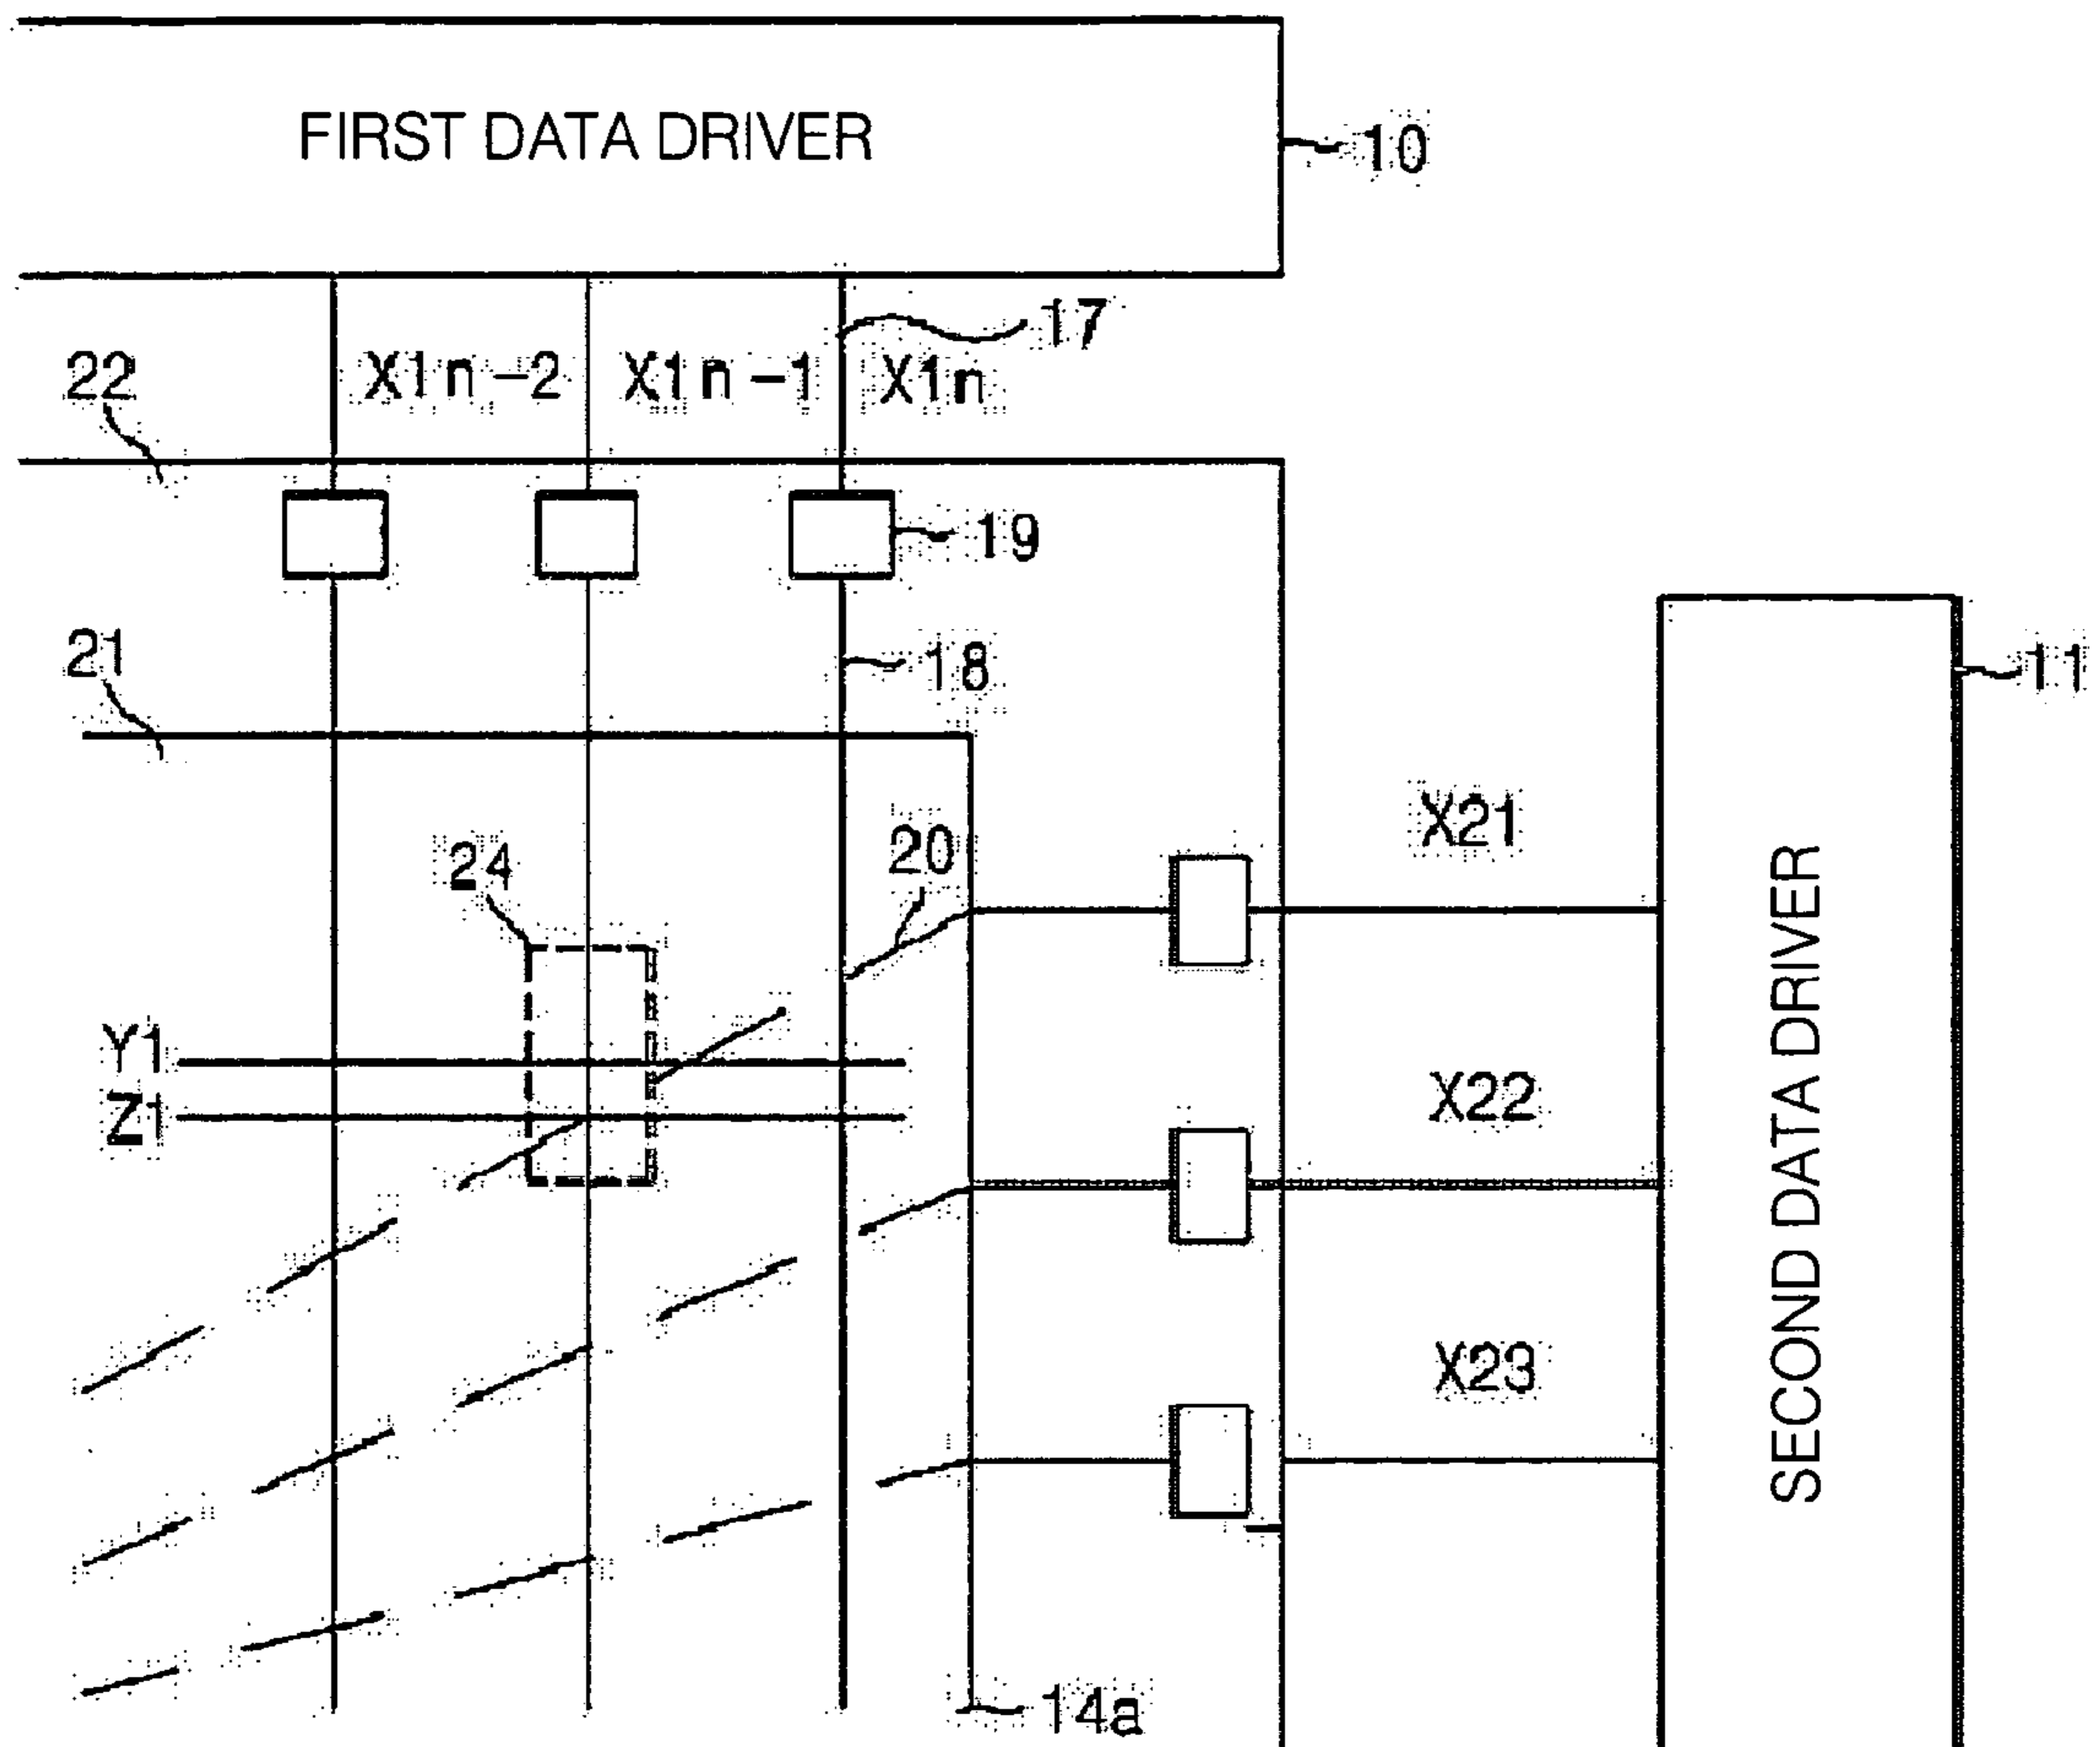 FIRST DATA DRIVER
10
17
22
X1n-2
X1n-1
X1n
19
21
18
11
X21
20
24
Y1
X22
Z1
SECOND DATA DRIVER
X23
14a